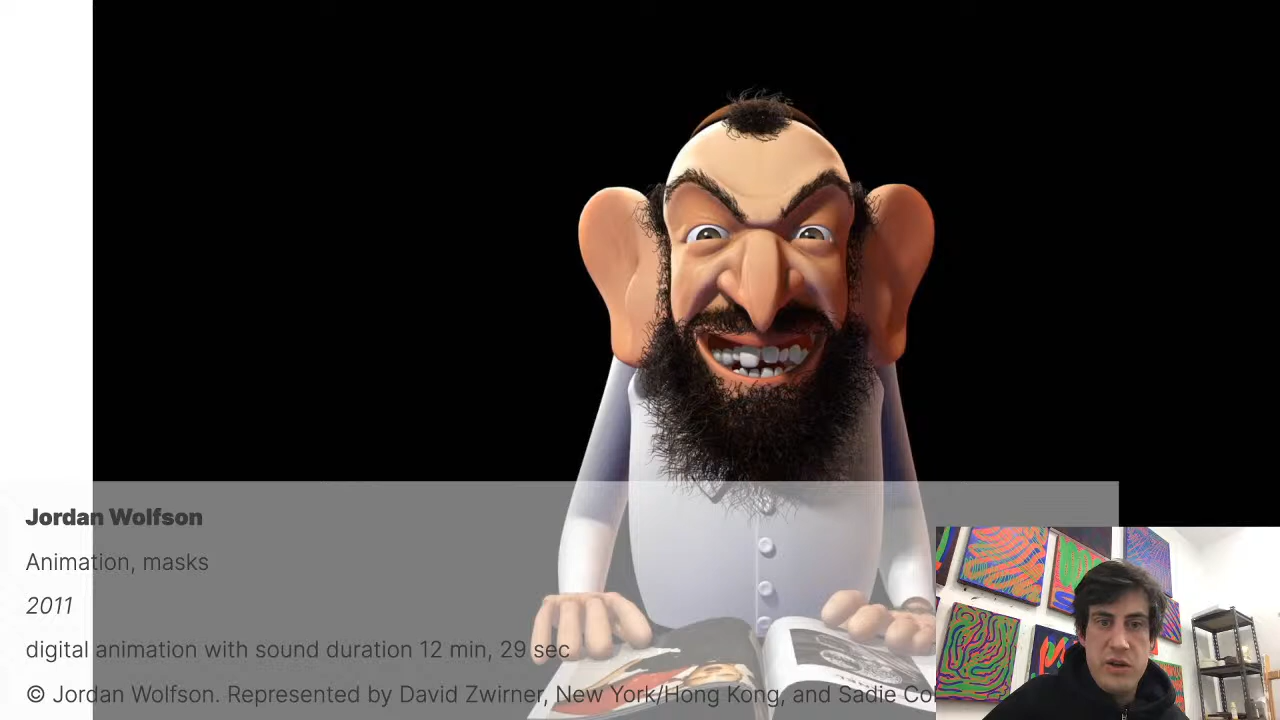 Jordan Wolfson
Animation, masks
2011
digital animation with sound duration 12 min, 29 sec
© Jordan Wolfson. Represented by David Zwirner, New York/Hong Kong, and Sadie